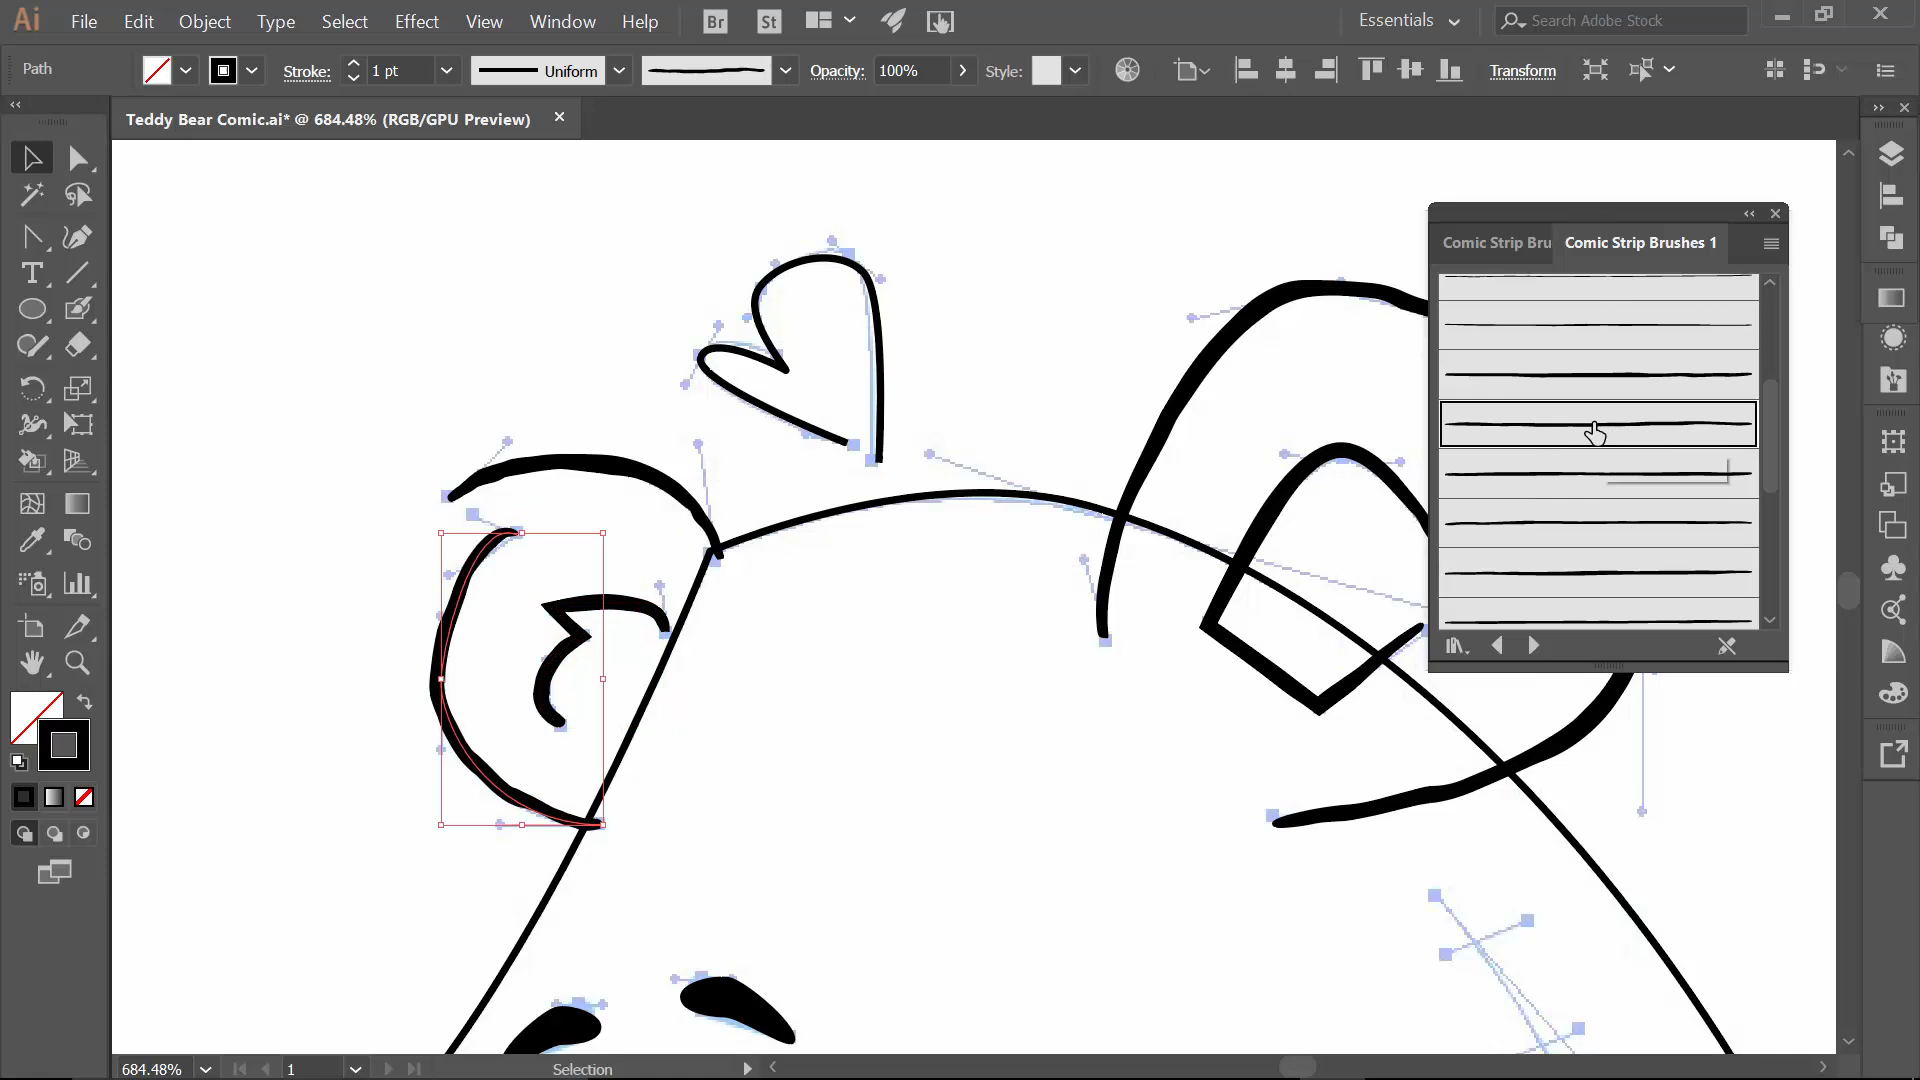 Ai File Edit Object Type Select Effect View Window Help Br St Essentials Search Adobe Stock
Path Stroke: 1 pt Uniform Opacity: 100% Style: Transform
Teddy Bear Comic.ai* @ 684.48% (RGB/GPU Preview)
Comic Strip Bru Comic Strip Brushes 1
684.48% 1 Selection